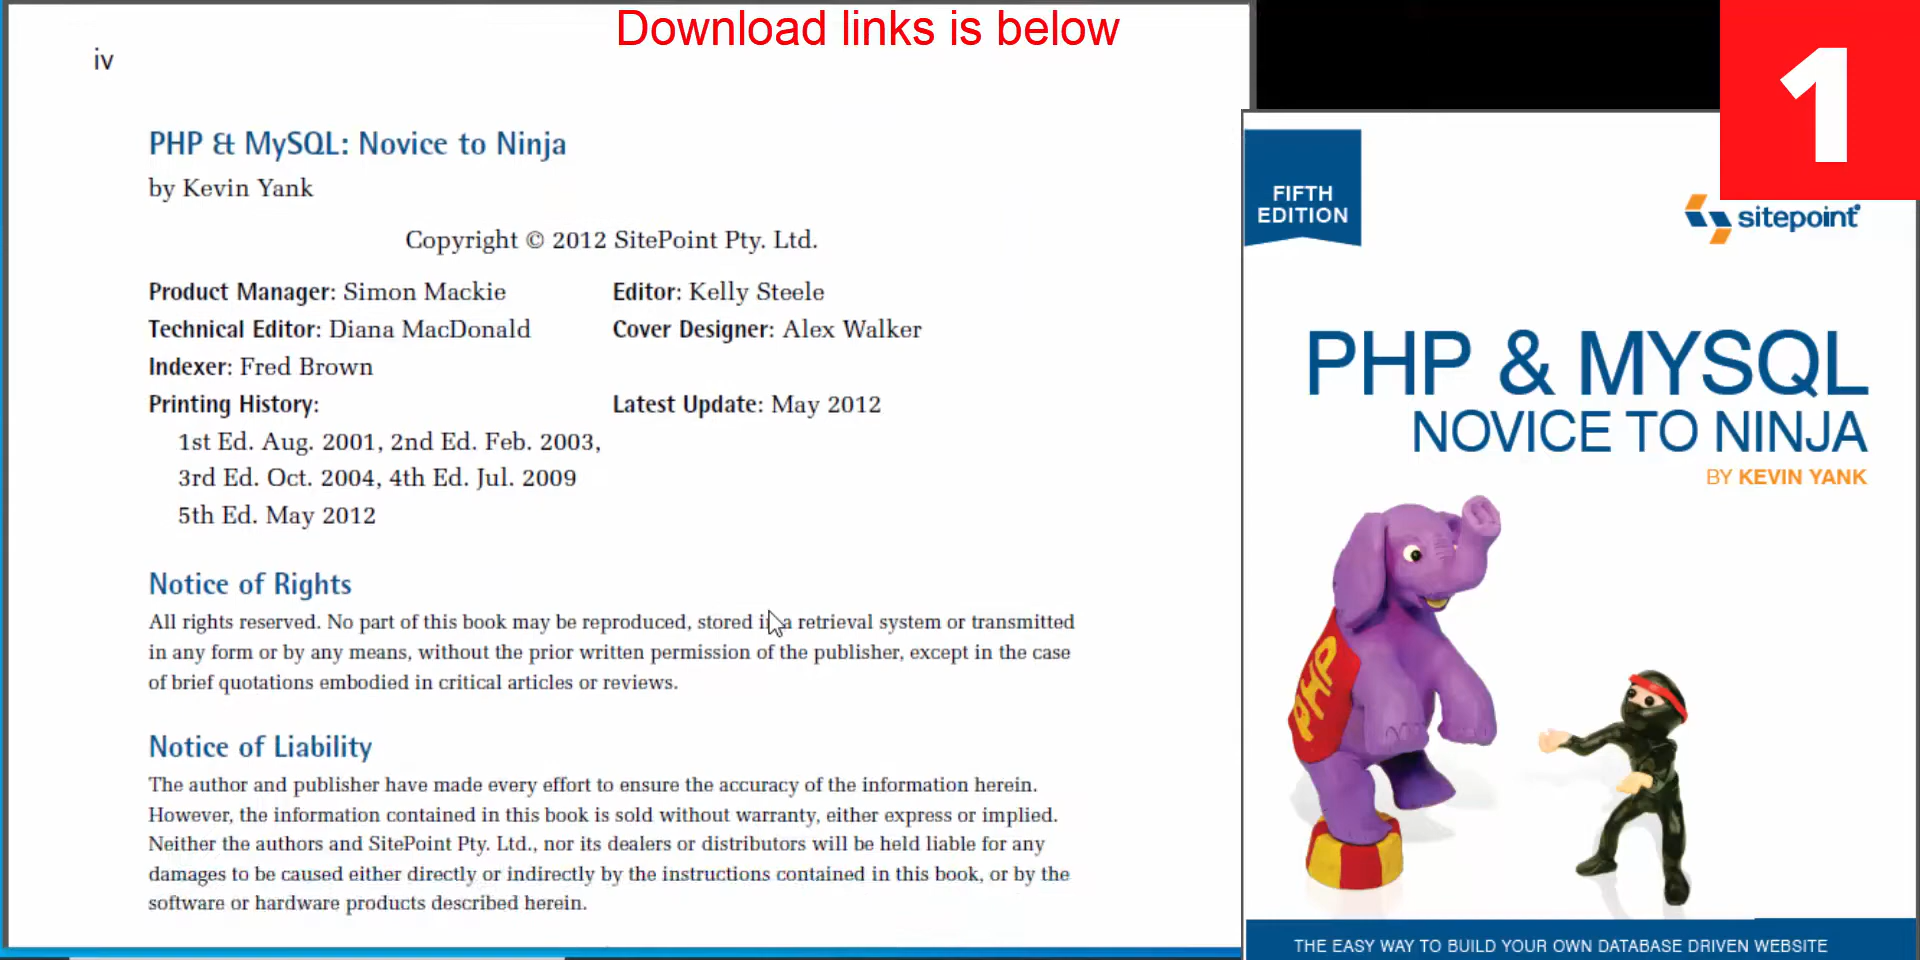 Download links is below
iv
PHP & MySQL: Novice to Ninja
by Kevin Yank
Copyright © 2012 SitePoint Pty. Ltd.
Product Manager: Simon Mackie
Editor: Kelly Steele
Technical Editor: Diana MacDonald
Cover Designer: Alex Walker
Indexer: Fred Brown
Printing History:
Latest Update: May 2012
1st Ed. Aug. 2001, 2nd Ed. Feb. 2003,
3rd Ed. Oct. 2004, 4th Ed. Jul. 2009
5th Ed. May 2012
Notice of Rights
All rights reserved. No part of this book may be reproduced, stored in a retrieval system or transmitted
in any form or by any means, without the prior written permission of the publisher, except in the case
of brief quotations embodied in critical articles or reviews.
Notice of Liability
The author and publisher have made every effort to ensure the accuracy of the information herein.
However, the information contained in this book is sold without warranty, either express or implied.
Neither the authors and SitePoint Pty. Ltd., nor its dealers or distributors will be held liable for any
damages to be caused either directly or indirectly by the instructions contained in this book, or by the
software or hardware products described herein.
1
FIFTH
EDITION
sitepoint®
PHP & MYSQL
NOVICE TO NINJA
BY KEVIN YANK
PHP
THE EASY WAY TO BUILD YOUR OWN DATABASE DRIVEN WEBSITE